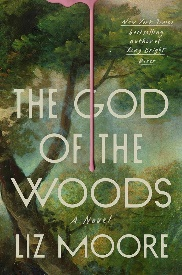 New York Times
bestselling
author of
Long Bright
River
THE GOD
OF THE
WOODS
A Novel
LIZ MOORE